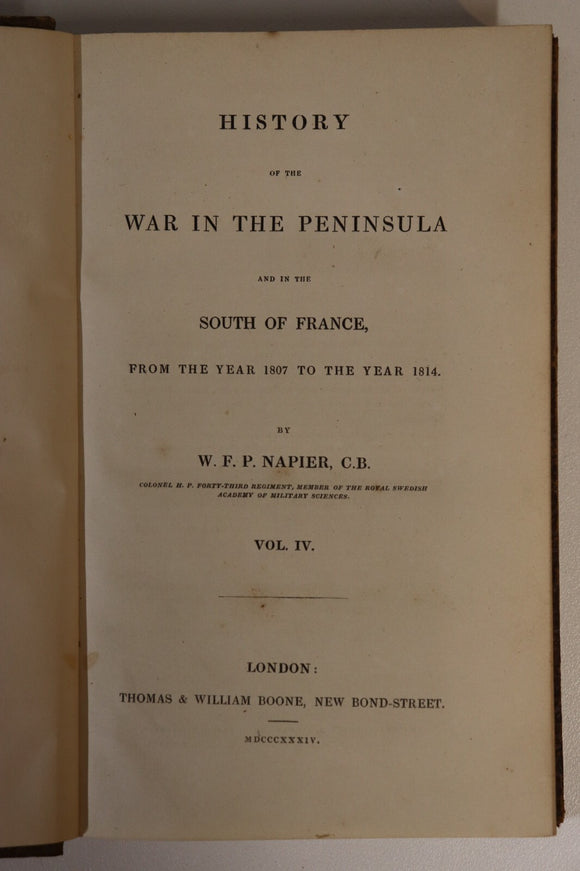 HISTORY
OF THE
WAR IN THE PENINSULA
AND IN THE
SOUTH OF FRANCE,
FROM THE YEAR 1807 TO THE YEAR 1814.
BY
W. F. P. NAPIER, C.B.
COLONEL H. P. FORTY-THIRD REGIMENT, MEMBER OF THE ROYAL SWEDISH
ACADEMY OF MILITARY SCIENCES.
VOL. IV.
LONDON:
THOMAS & WILLIAM BOONE, NEW BOND-STREET.
MDCCCXXXIV.